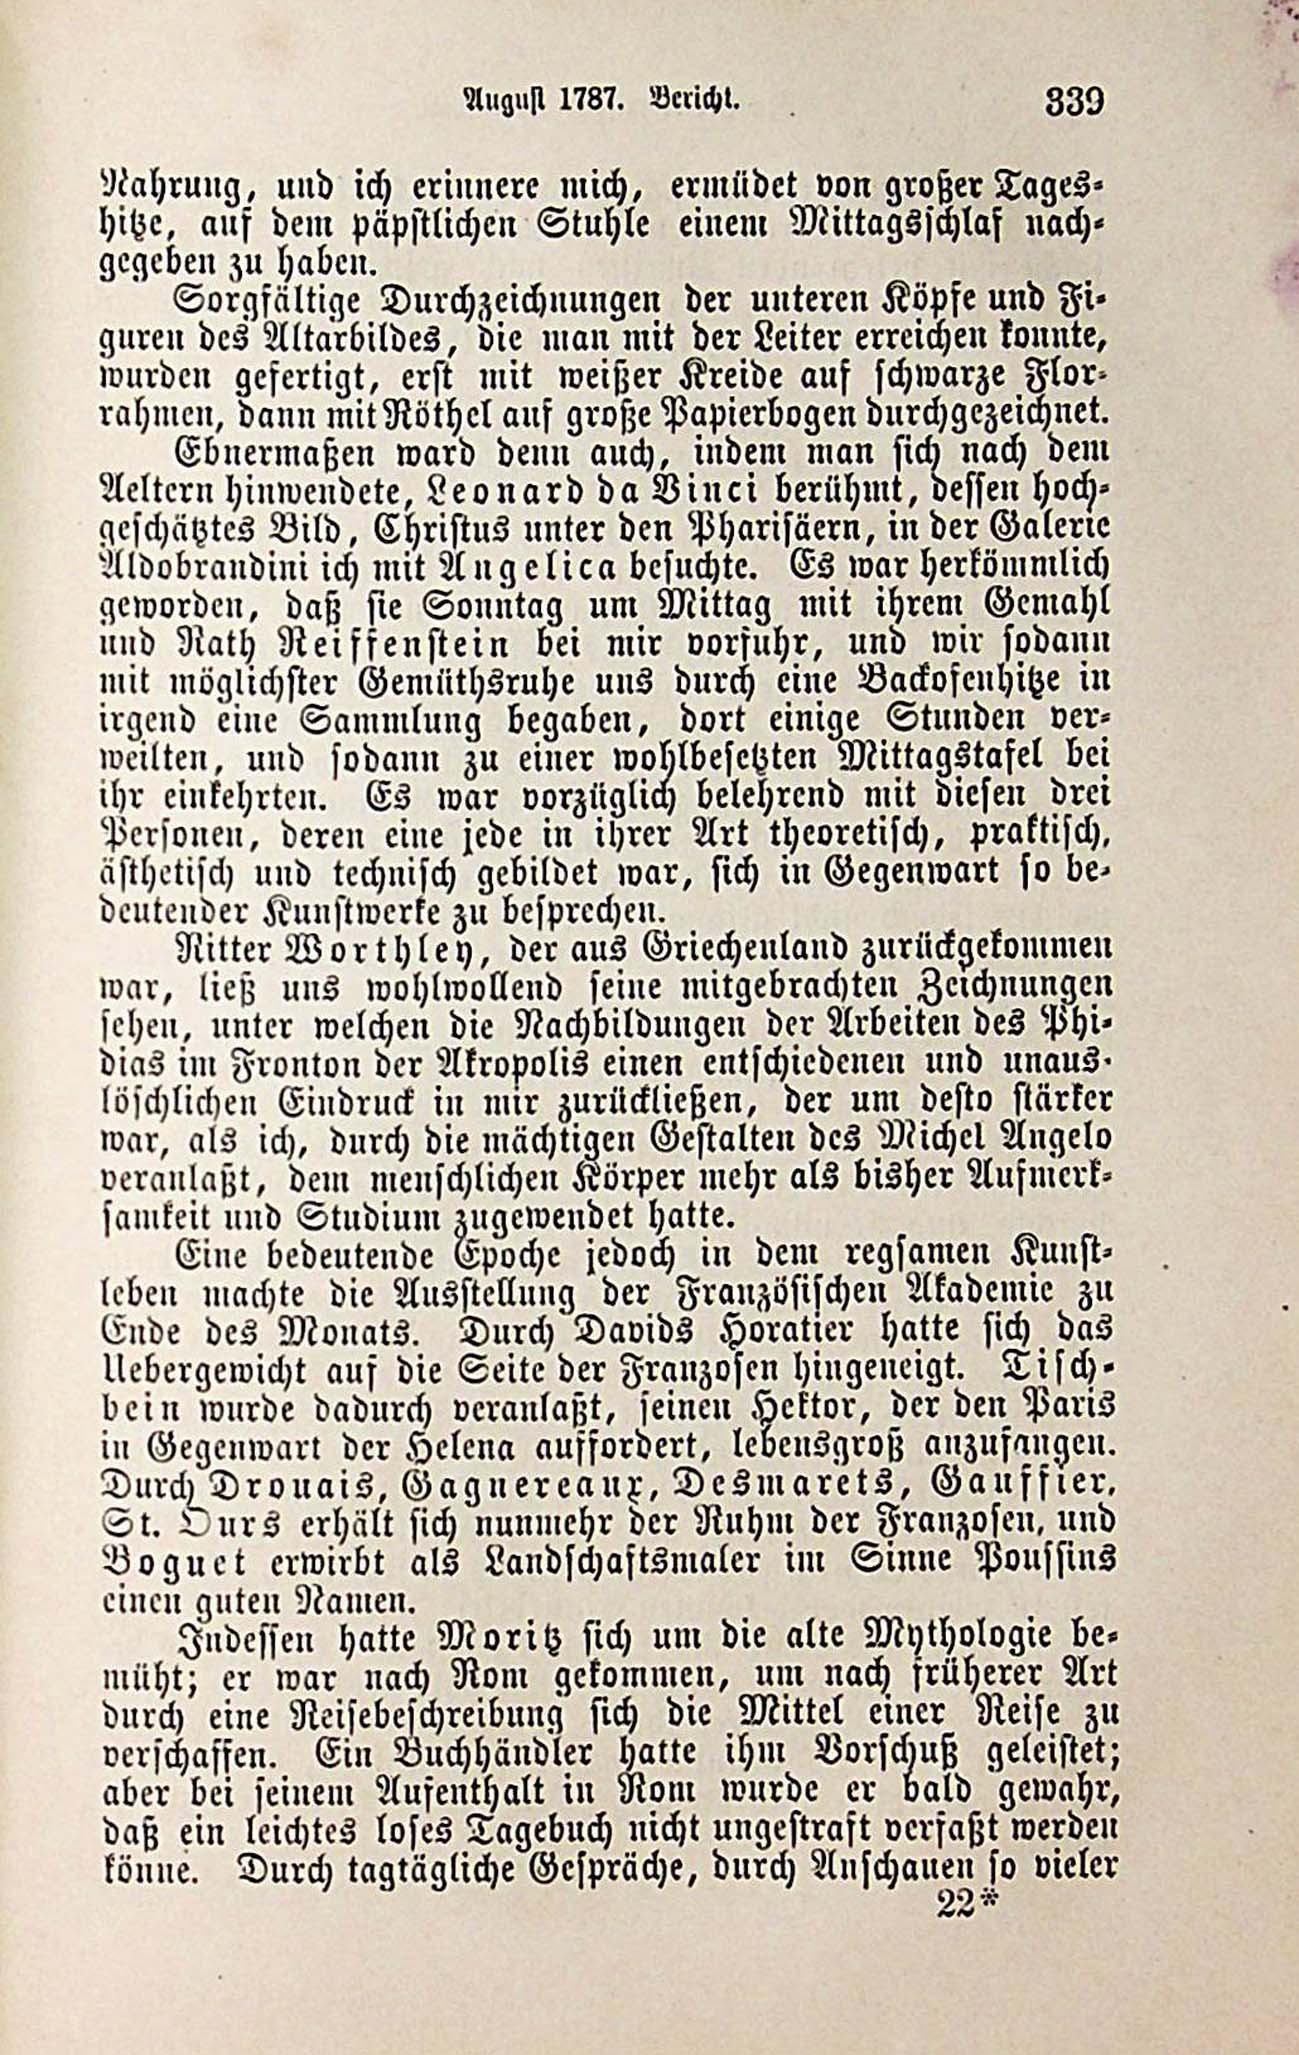 August 1787. Bericht. 339
Nahrung, und ich erinnere mich, ermüdet von großer Tages-
hitze, auf dem päpstlichen Stuhle einem Mittagsschlaf nach-
gegeben zu haben.
Sorgfältige Durchzeichnungen der unteren Köpfe und Fi-
guren des Altarbildes, die man mit der Leiter erreichen konnte,
wurden gefertigt, erst mit weißer Kreide auf schwarze Flor-
rahmen, dann mit Röthel auf große Papierbogen durchgezeichnet.
Ebnermaßen ward denn auch, indem man sich nach dem
Aeltern hinwendete, Leonard da Vinci berühmt, dessen hoch-
geschätztes Bild, Christus unter den Pharisäern, in der Galerie
Aldobrandini ich mit Angelica besuchte. Es war herkömmlich
geworden, daß sie Sonntag um Mittag mit ihrem Gemahl
und Rath Reiffenstein bei mir vorfuhr, und wir sodann
mit möglichster Gemüthsruhe uns durch eine Backofenhitze in
irgend eine Sammlung begaben, dort einige Stunden ver-
weilten, und sodann zu einer wohlbesetzten Mittagstafel bei
ihr einkehrten. Es war vorzüglich belehrend mit diesen drei
Personen, deren eine jede in ihrer Art theoretisch, praktisch,
ästhetisch und technisch gebildet war, sich in Gegenwart so be-
deutender Kunstwerke zu besprechen.
Ritter Worthley, der aus Griechenland zurückgekommen
war, ließ uns wohlwollend seine mitgebrachten Zeichnungen
sehen, unter welchen die Nachbildungen der Arbeiten des Phi-
dias im Fronton der Akropolis einen entschiedenen und unaus-
löschlichen Eindruck in mir zurückließen, der um desto stärker
war, als ich, durch die mächtigen Gestalten des Michel Angelo
veranlaßt, dem menschlichen Körper mehr als bisher Aufmerk-
samkeit und Studium zugewendet hatte.
Eine bedeutende Epoche jedoch in dem regsamen Kunst-
leben machte die Ausstellung der Französischen Akademie zu
Ende des Monats. Durch Davids Horatier hatte sich das
Uebergewicht auf die Seite der Franzosen hingeneigt. Tisch-
bein wurde dadurch veranlaßt, seinen Hektor, der den Paris
in Gegenwart der Helena auffordert, lebensgroß anzufangen.
Durch Drouais, Gagnereaux, Desmarets, Gauffier,
St. Ours erhält sich nunmehr der Ruhm der Franzosen, und
Boguet erwirbt als Landschaftsmaler im Sinne Poussins
einen guten Namen.
Indessen hatte Moritz sich um die alte Mythologie be-
müht; er war nach Rom gekommen, um nach früherer Art
durch eine Reisebeschreibung sich die Mittel einer Reise zu
verschaffen. Ein Buchhändler hatte ihm Vorschuß geleistet;
aber bei seinem Aufenthalt in Rom wurde er bald gewahr,
daß ein leichtes loses Tagebuch nicht ungestraft verfaßt werden
könne. Durch tagtägliche Gespräche, durch Anschauen so vieler
22*